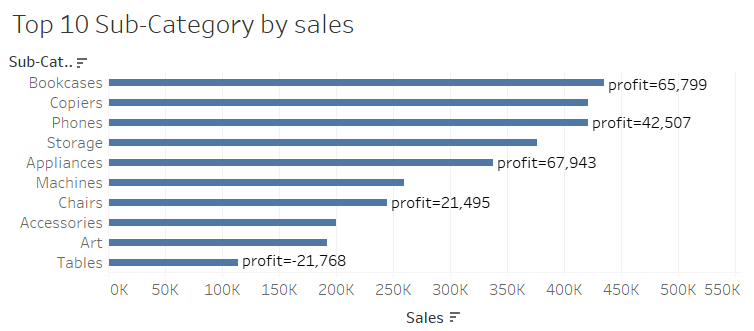 Top 10 Sub-Category by sales
Sub-Cat..
Bookcases profit=65,799
Copiers
Phones profit=42,507
Storage
Appliances profit=67,943
Machines
Chairs profit=21,495
Accessories
Art
Tables profit=-21,768
0K 50K 100K 150K 200K 250K 300K 350K 400K 450K 500K 550K
Sales